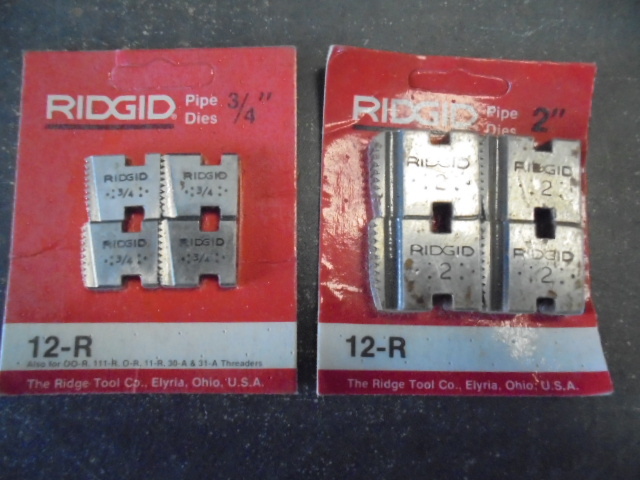 RIDGID Pipe Dies 3/4"
RIDGID
3/4
RIDGID
3/4
RIDGID
3/4
RIDGID
3/4
12-R
Also for OO-R, 111-R, O-R, 11-R, 30-A & 31-A Threaders
The Ridge Tool Co., Elyria, Ohio, U.S.A.
RIDGID Pipe Dies 2"
RIDGID
2
RIDGID
2
RIDGID
2
RIDGID
2
12-R
The Ridge Tool Co., Elyria, Ohio, U.S.A.